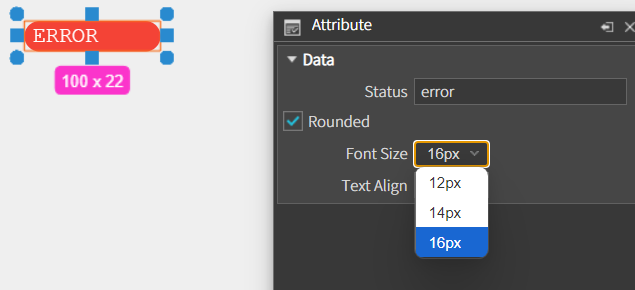 ERROR
100 x 22
Attribute
Data
Status error
Rounded
Font Size 16px
12px
Text Align
14px
16px